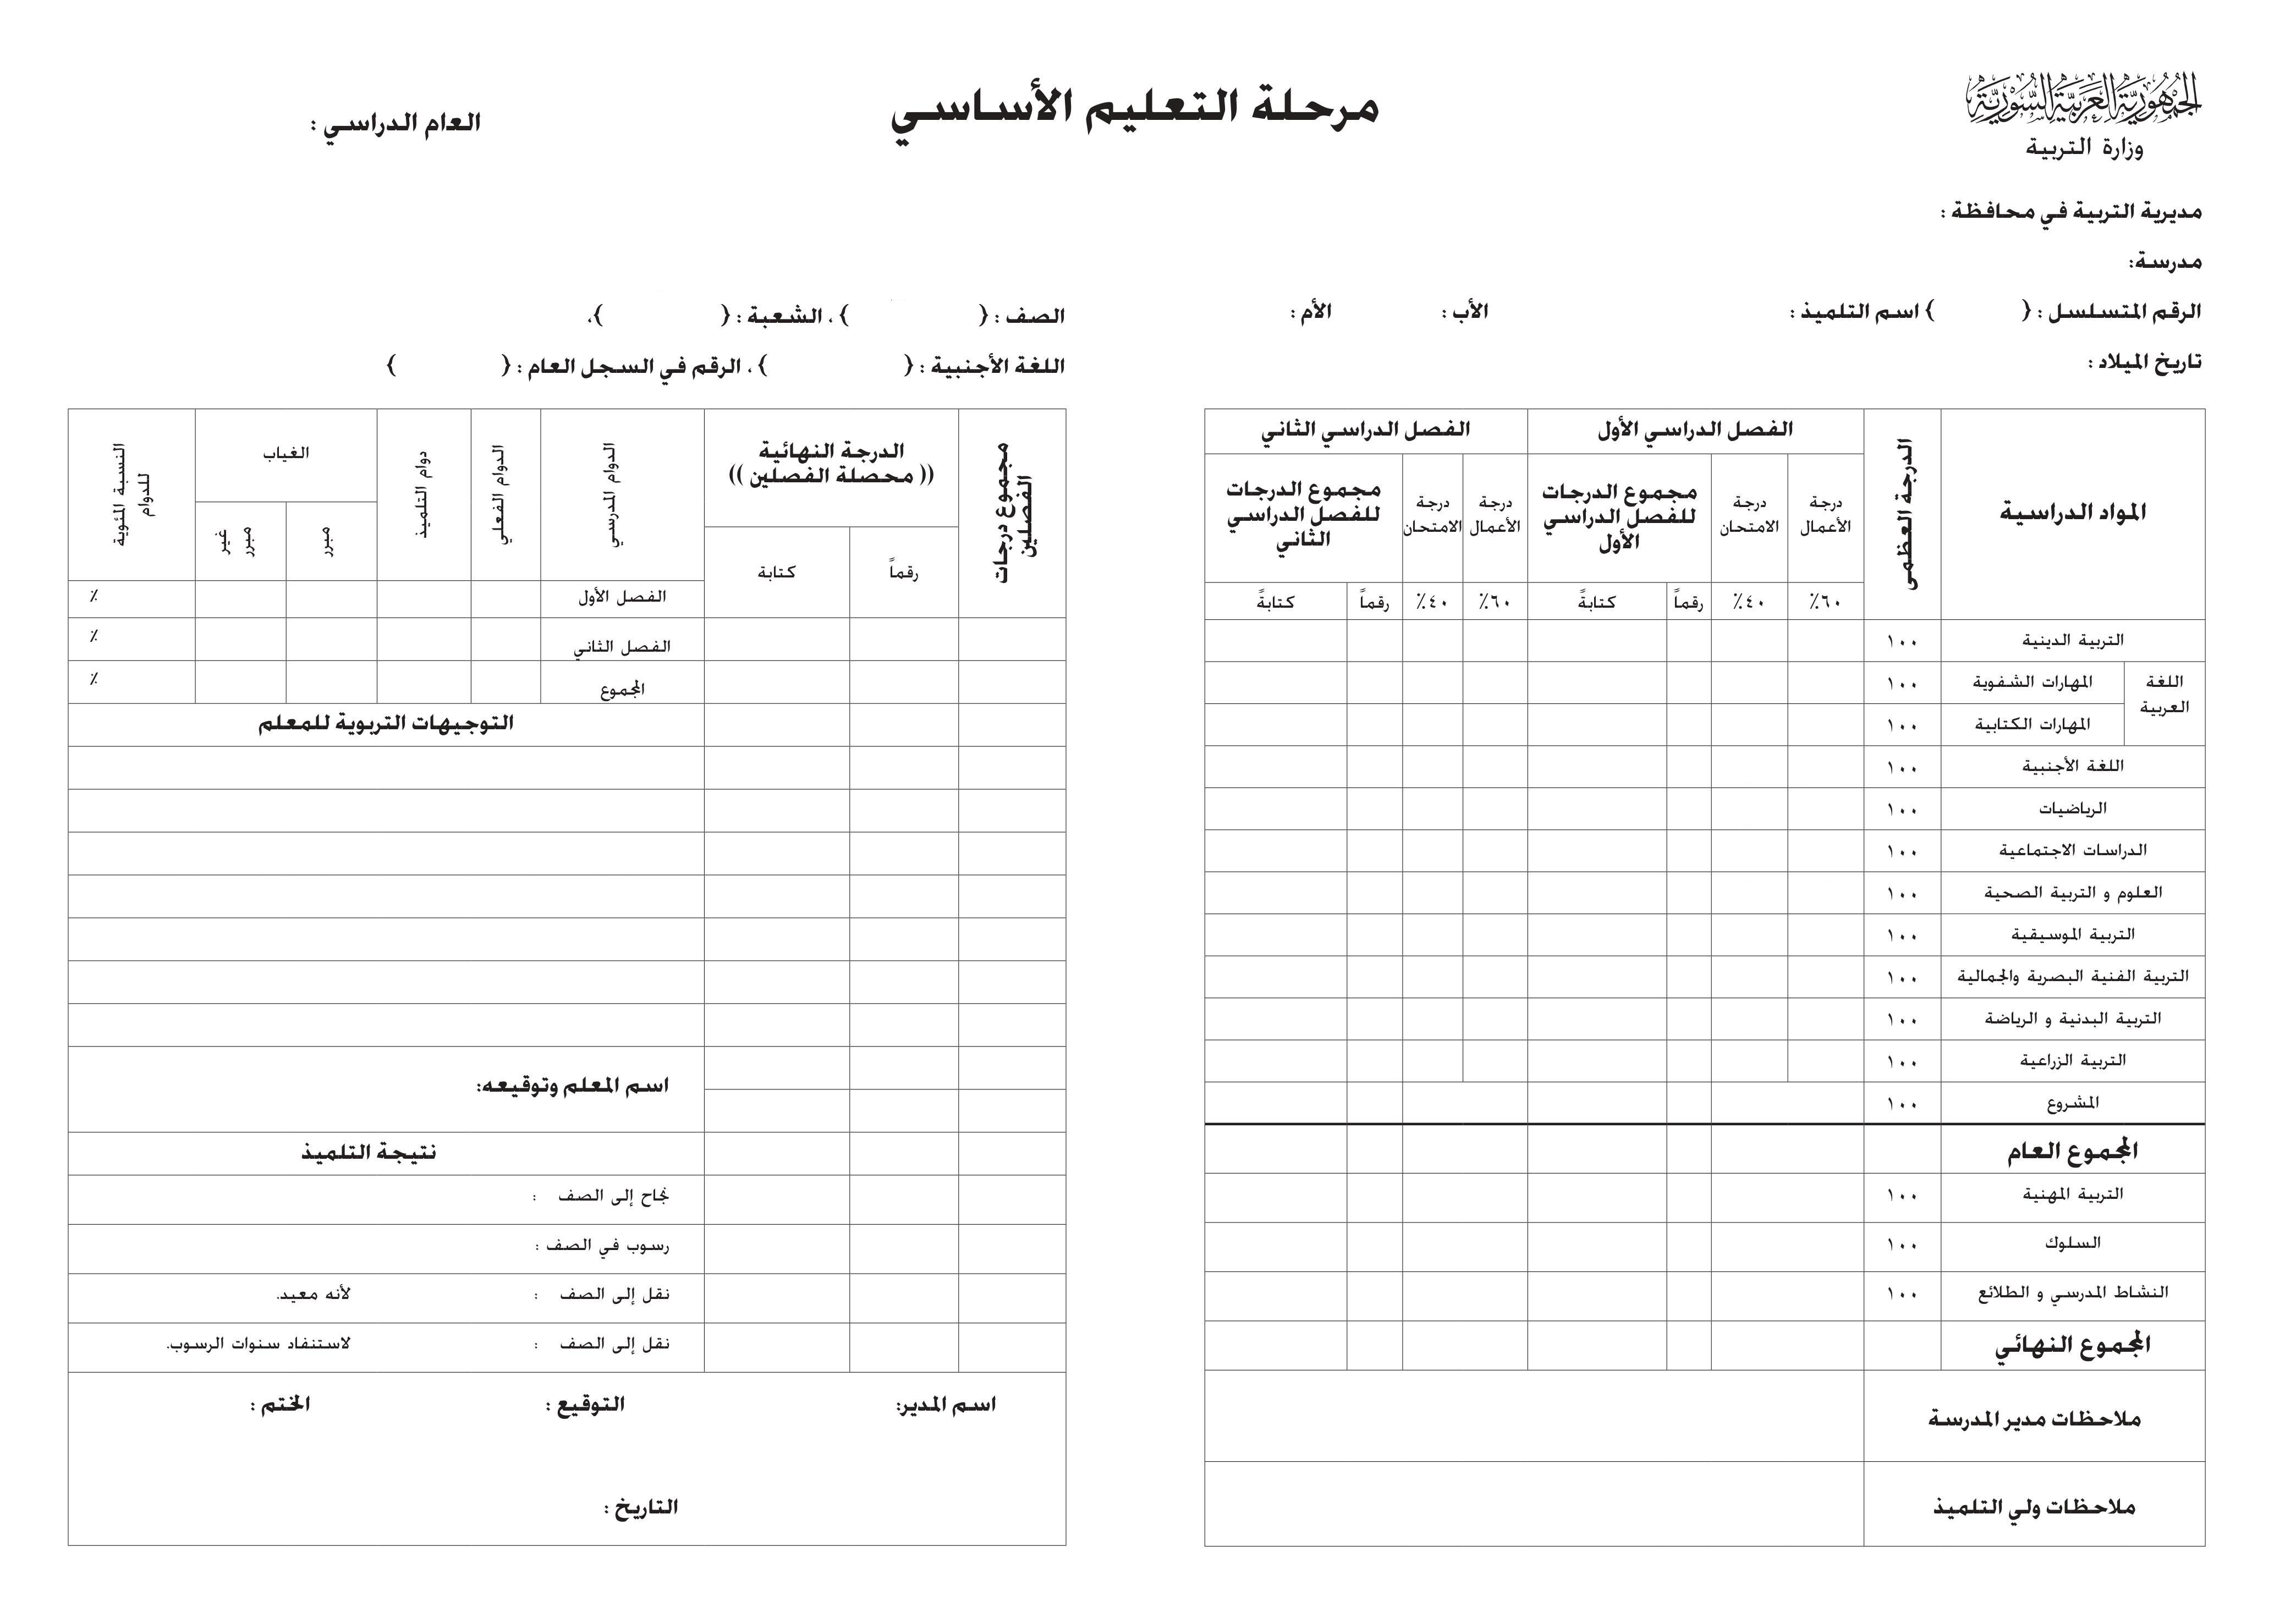 الجمهورية العربية السورية
وزارة التربية
مرحلة التعليم الأساسي
العام الدراسي :
مديرية التربية في محافظة :
مدرسة:
الرقم المتسلسل : { } اسم التلميذ : الأب : الأم :
تاريخ الميلاد :
الصف : { } ، الشعبة : { }،
اللغة الأجنبية : { } ، الرقم في السجل العام : { }
المواد الدراسية
الدرجة العظمى
الفصل الدراسي الأول
الفصل الدراسي الثاني
درجة
الأعمال
درجة
الامتحان
مجموع الدرجات
للفصل الدراسي
الأول
درجة
الأعمال
درجة
الامتحان
مجموع الدرجات
للفصل الدراسي
الثاني
٦٠٪ ٤٠٪ رقماً كتابةً ٦٠٪ ٤٠٪ رقماً كتابةً
التربية الدينية ١٠٠
اللغة
العربية
المهارات الشفوية ١٠٠
المهارات الكتابية ١٠٠
اللغة الأجنبية ١٠٠
الرياضيات ١٠٠
الدراسات الاجتماعية ١٠٠
العلوم و التربية الصحية ١٠٠
التربية الموسيقية ١٠٠
التربية الفنية البصرية والجمالية ١٠٠
التربية البدنية و الرياضة ١٠٠
التربية الزراعية ١٠٠
المشروع ١٠٠
المجموع العام
التربية المهنية ١٠٠
السلوك ١٠٠
النشاط المدرسي و الطلائع ١٠٠
المجموع النهائي
ملاحظات مدير المدرسة
ملاحظات ولي التلميذ
مجموع درجات
الفصلين
الدرجة النهائية
(( محصلة الفصلين ))
رقماً كتابة
الدوام المدرسي
الدوام الفعلي
دوام التلميذ
الغياب
مبرر
غير
مبرر
النسبة المئوية
للدوام
الفصل الأول ٪
الفصل الثاني ٪
المجموع ٪
التوجيهات التربوية للمعلم
اسم المعلم وتوقيعه:
نتيجة التلميذ
نجاح إلى الصف :
رسوب في الصف :
نقل إلى الصف : لأنه معيد.
نقل إلى الصف : لاستنفاد سنوات الرسوب.
اسم المدير: التوقيع : الختم :
التاريخ :